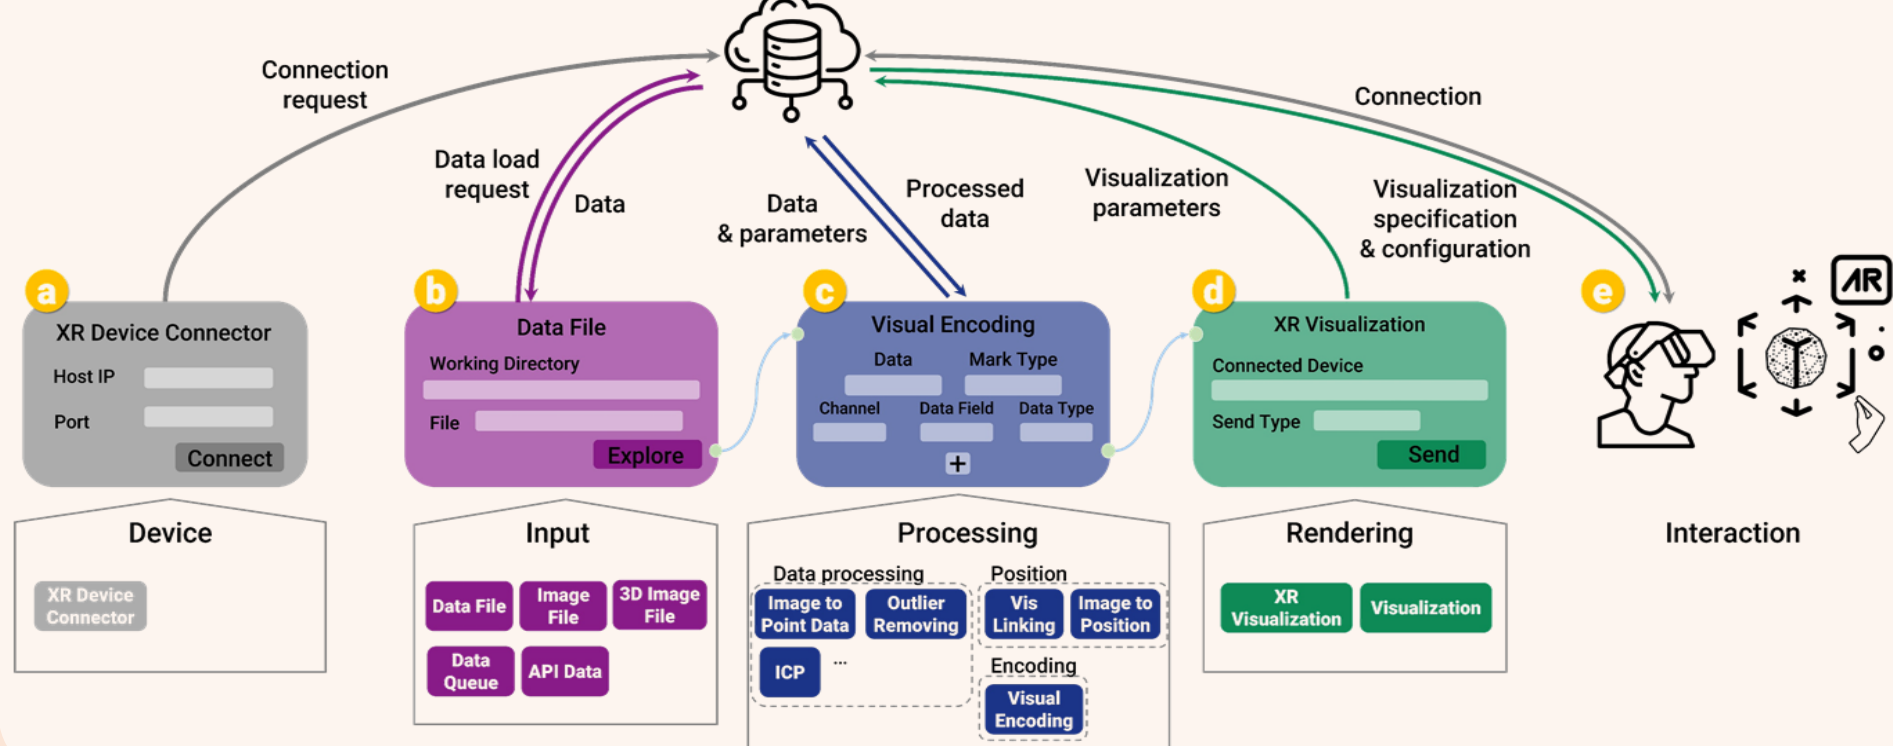 Connection
request
Data load
request
Data
Data
& parameters
Processed
data
Visualization
parameters
Connection
Visualization
specification
& configuration
a
XR Device Connector
Host IP
Port
Connect
b
Data File
Working Directory
File
Explore
c
Visual Encoding
Data
Mark Type
Channel
Data Field
Data Type
+
d
XR Visualization
Connected Device
Send Type
Send
e
AR
Device
XR Device
Connector
Input
Data File
Image
File
3D Image
File
Data
Queue
API Data
Processing
Data processing
Image to
Point Data
Outlier
Removing
ICP
...
Position
Vis
Linking
Image to
Position
Encoding
Visual
Encoding
Rendering
XR
Visualization
Visualization
Interaction